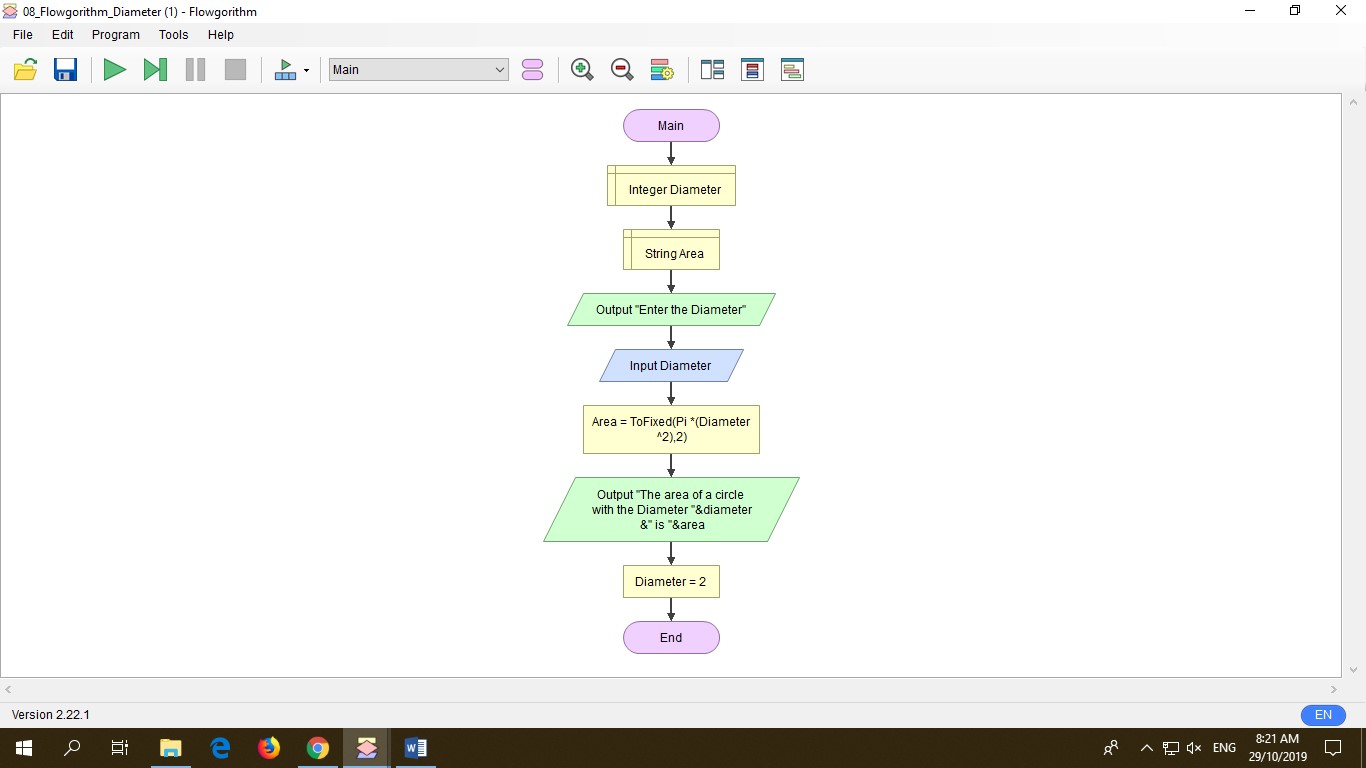 08_Flowgorithm_Diameter (1) - Flowgorithm
File Edit Program Tools Help
Main
Main
Integer Diameter
String Area
Output "Enter the Diameter"
Input Diameter
Area = ToFixed(Pi *(Diameter
^2),2)
Output "The area of a circle
with the Diameter "&diameter
&" is "&area
Diameter = 2
End
Version 2.22.1
EN
ENG
8:21 AM
29/10/2019